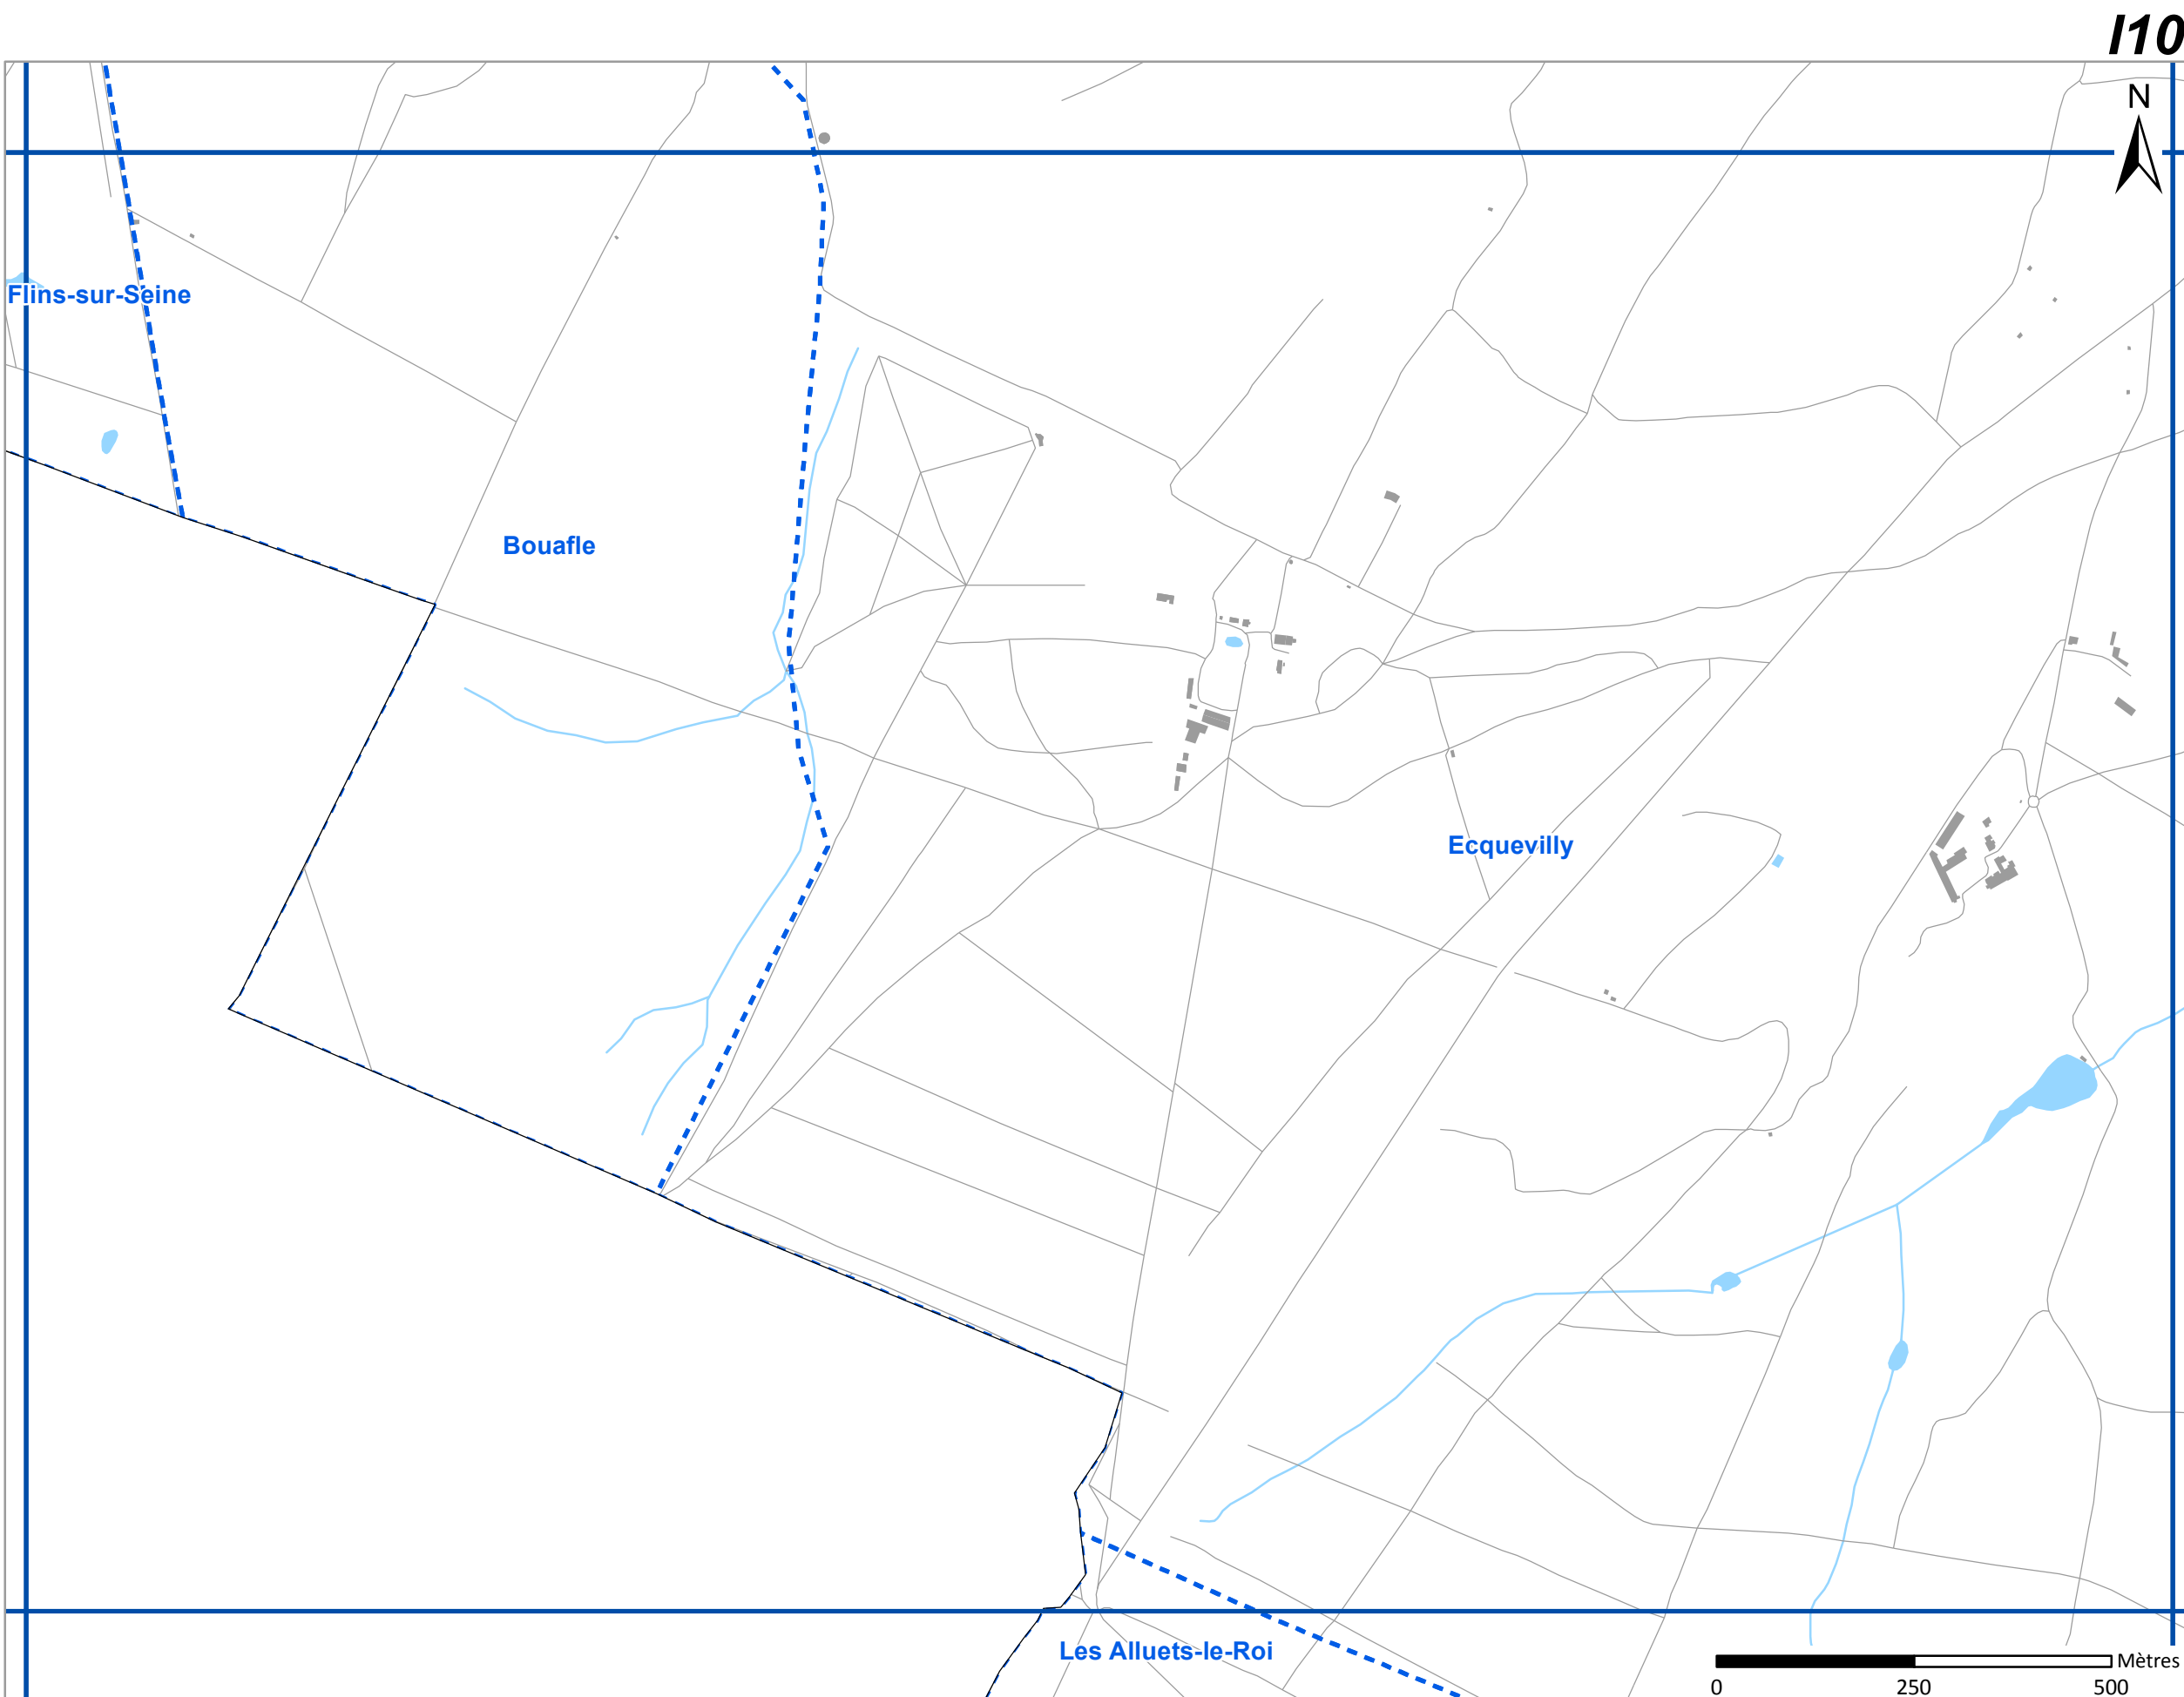 I10
N
Flins-sur-Seine
Bouafle
Ecquevilly
Les Alluets-le-Roi
Mètres
0 250 500